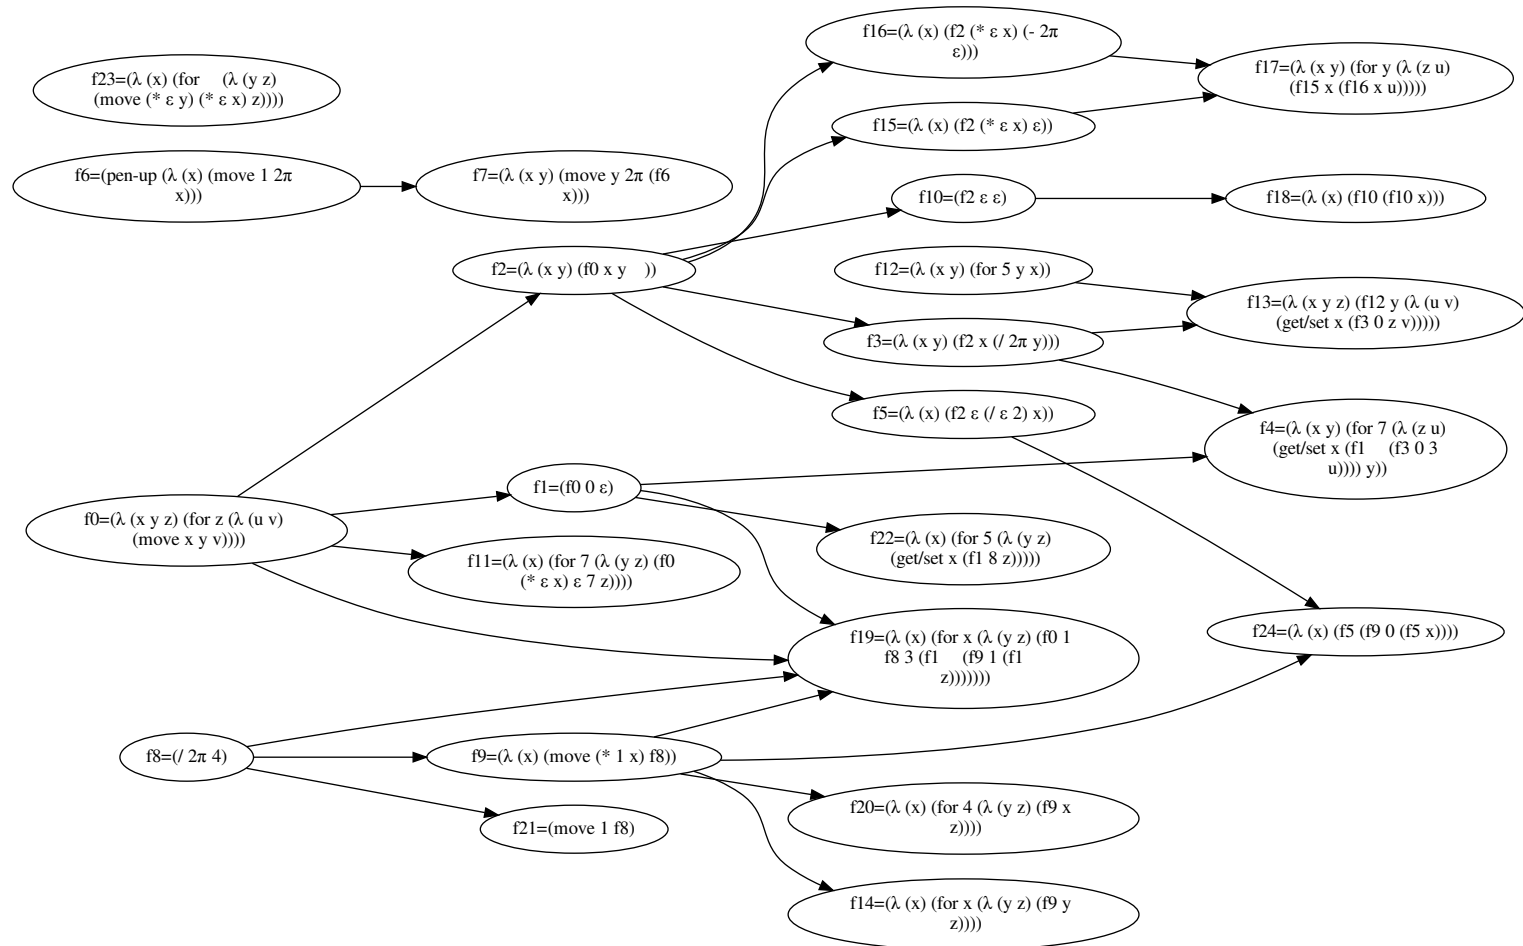 f23=(λ (x) (for     (λ (y z)
(move (* ε y) (* ε x) z))))
f6=(pen-up (λ (x) (move 1 2π
x)))
f7=(λ (x y) (move y 2π (f6
x)))
f2=(λ (x y) (f0 x y    ))
f0=(λ (x y z) (for z (λ (u v)
(move x y v))))
f1=(f0 0 ε)
f11=(λ (x) (for 7 (λ (y z) (f0
(* ε x) ε 7 z))))
f8=(/ 2π 4)
f9=(λ (x) (move (* 1 x) f8))
f21=(move 1 f8)
f16=(λ (x) (f2 (* ε x) (- 2π
ε)))
f15=(λ (x) (f2 (* ε x) ε))
f10=(f2 ε ε)
f12=(λ (x y) (for 5 y x))
f3=(λ (x y) (f2 x (/ 2π y)))
f5=(λ (x) (f2 ε (/ ε 2) x))
f22=(λ (x) (for 5 (λ (y z)
(get/set x (f1 8 z)))))
f19=(λ (x) (for x (λ (y z) (f0 1
f8 3 (f1     (f9 1 (f1
z)))))))
f20=(λ (x) (for 4 (λ (y z) (f9 x
z))))
f14=(λ (x) (for x (λ (y z) (f9 y
z))))
f17=(λ (x y) (for y (λ (z u)
(f15 x (f16 x u)))))
f18=(λ (x) (f10 (f10 x)))
f13=(λ (x y z) (f12 y (λ (u v)
(get/set x (f3 0 z v)))))
f4=(λ (x y) (for 7 (λ (z u)
(get/set x (f1     (f3 0 3
u)))) y))
f24=(λ (x) (f5 (f9 0 (f5 x))))